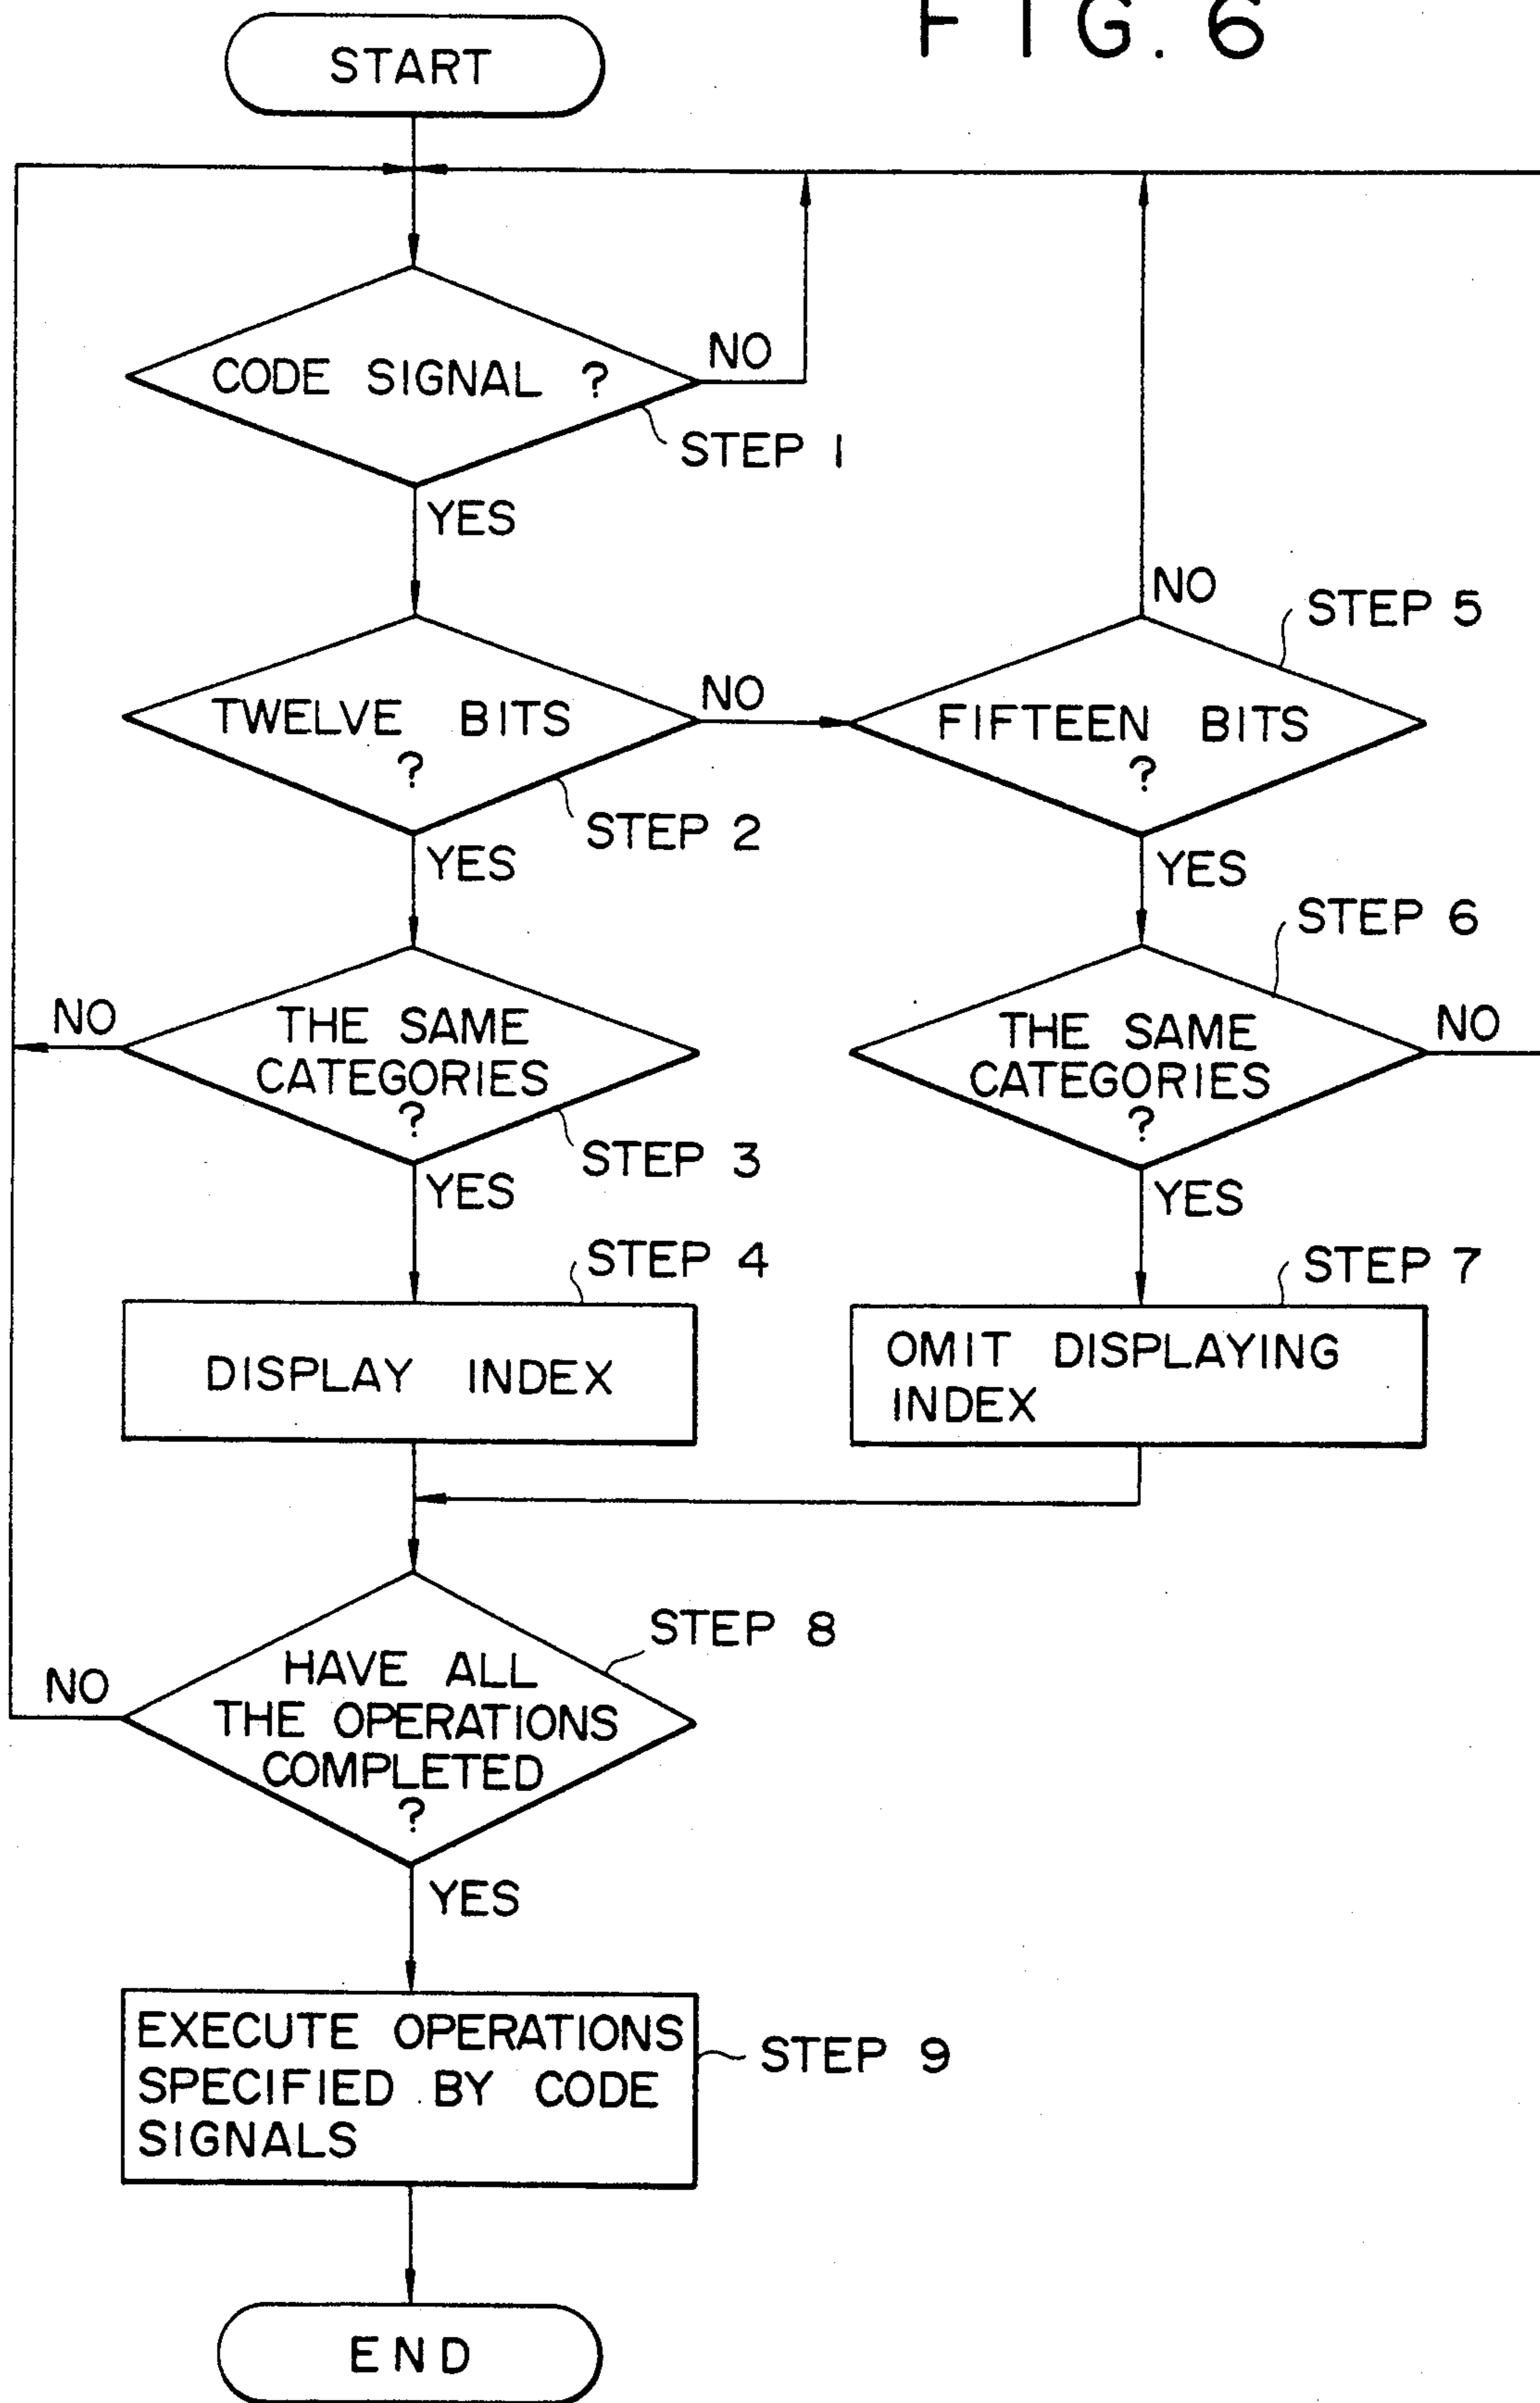 FIG. 6
START
CODE SIGNAL ?
NO
STEP 1
YES
TWELVE BITS
?
NO
STEP 2
YES
FIFTEEN BITS
?
NO
STEP 5
YES
THE SAME
CATEGORIES
?
NO
STEP 3
YES
THE SAME
CATEGORIES
?
STEP 6
NO
YES
STEP 4
DISPLAY INDEX
STEP 7
OMIT DISPLAYING
INDEX
STEP 8
HAVE ALL
THE OPERATIONS
COMPLETED
?
NO
YES
EXECUTE OPERATIONS
SPECIFIED BY CODE
SIGNALS
STEP 9
END